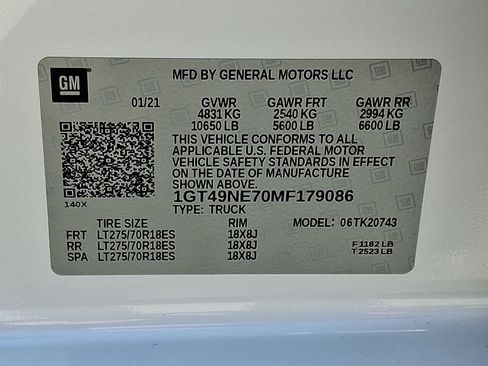 GM
MFD BY GENERAL MOTORS LLC
01/21 GVWR GAWR FRT GAWR RR
4831 KG 2540 KG 2994 KG
10650 LB 5600 LB 6600 LB
THIS VEHICLE CONFORMS TO ALL
APPLICABLE U.S. FEDERAL MOTOR
VEHICLE SAFETY STANDARDS IN EFFECT
ON THE DATE OF MANUFACTURE
SHOWN ABOVE.
140X 1GT49NE70MF179086
TYPE: TRUCK
TIRE SIZE RIM MODEL: 06TK20743
FRT LT275/70R18ES 18X8J
RR LT275/70R18ES 18X8J F 1182 LB
SPA LT275/70R18ES 18X8J T 2523 LB